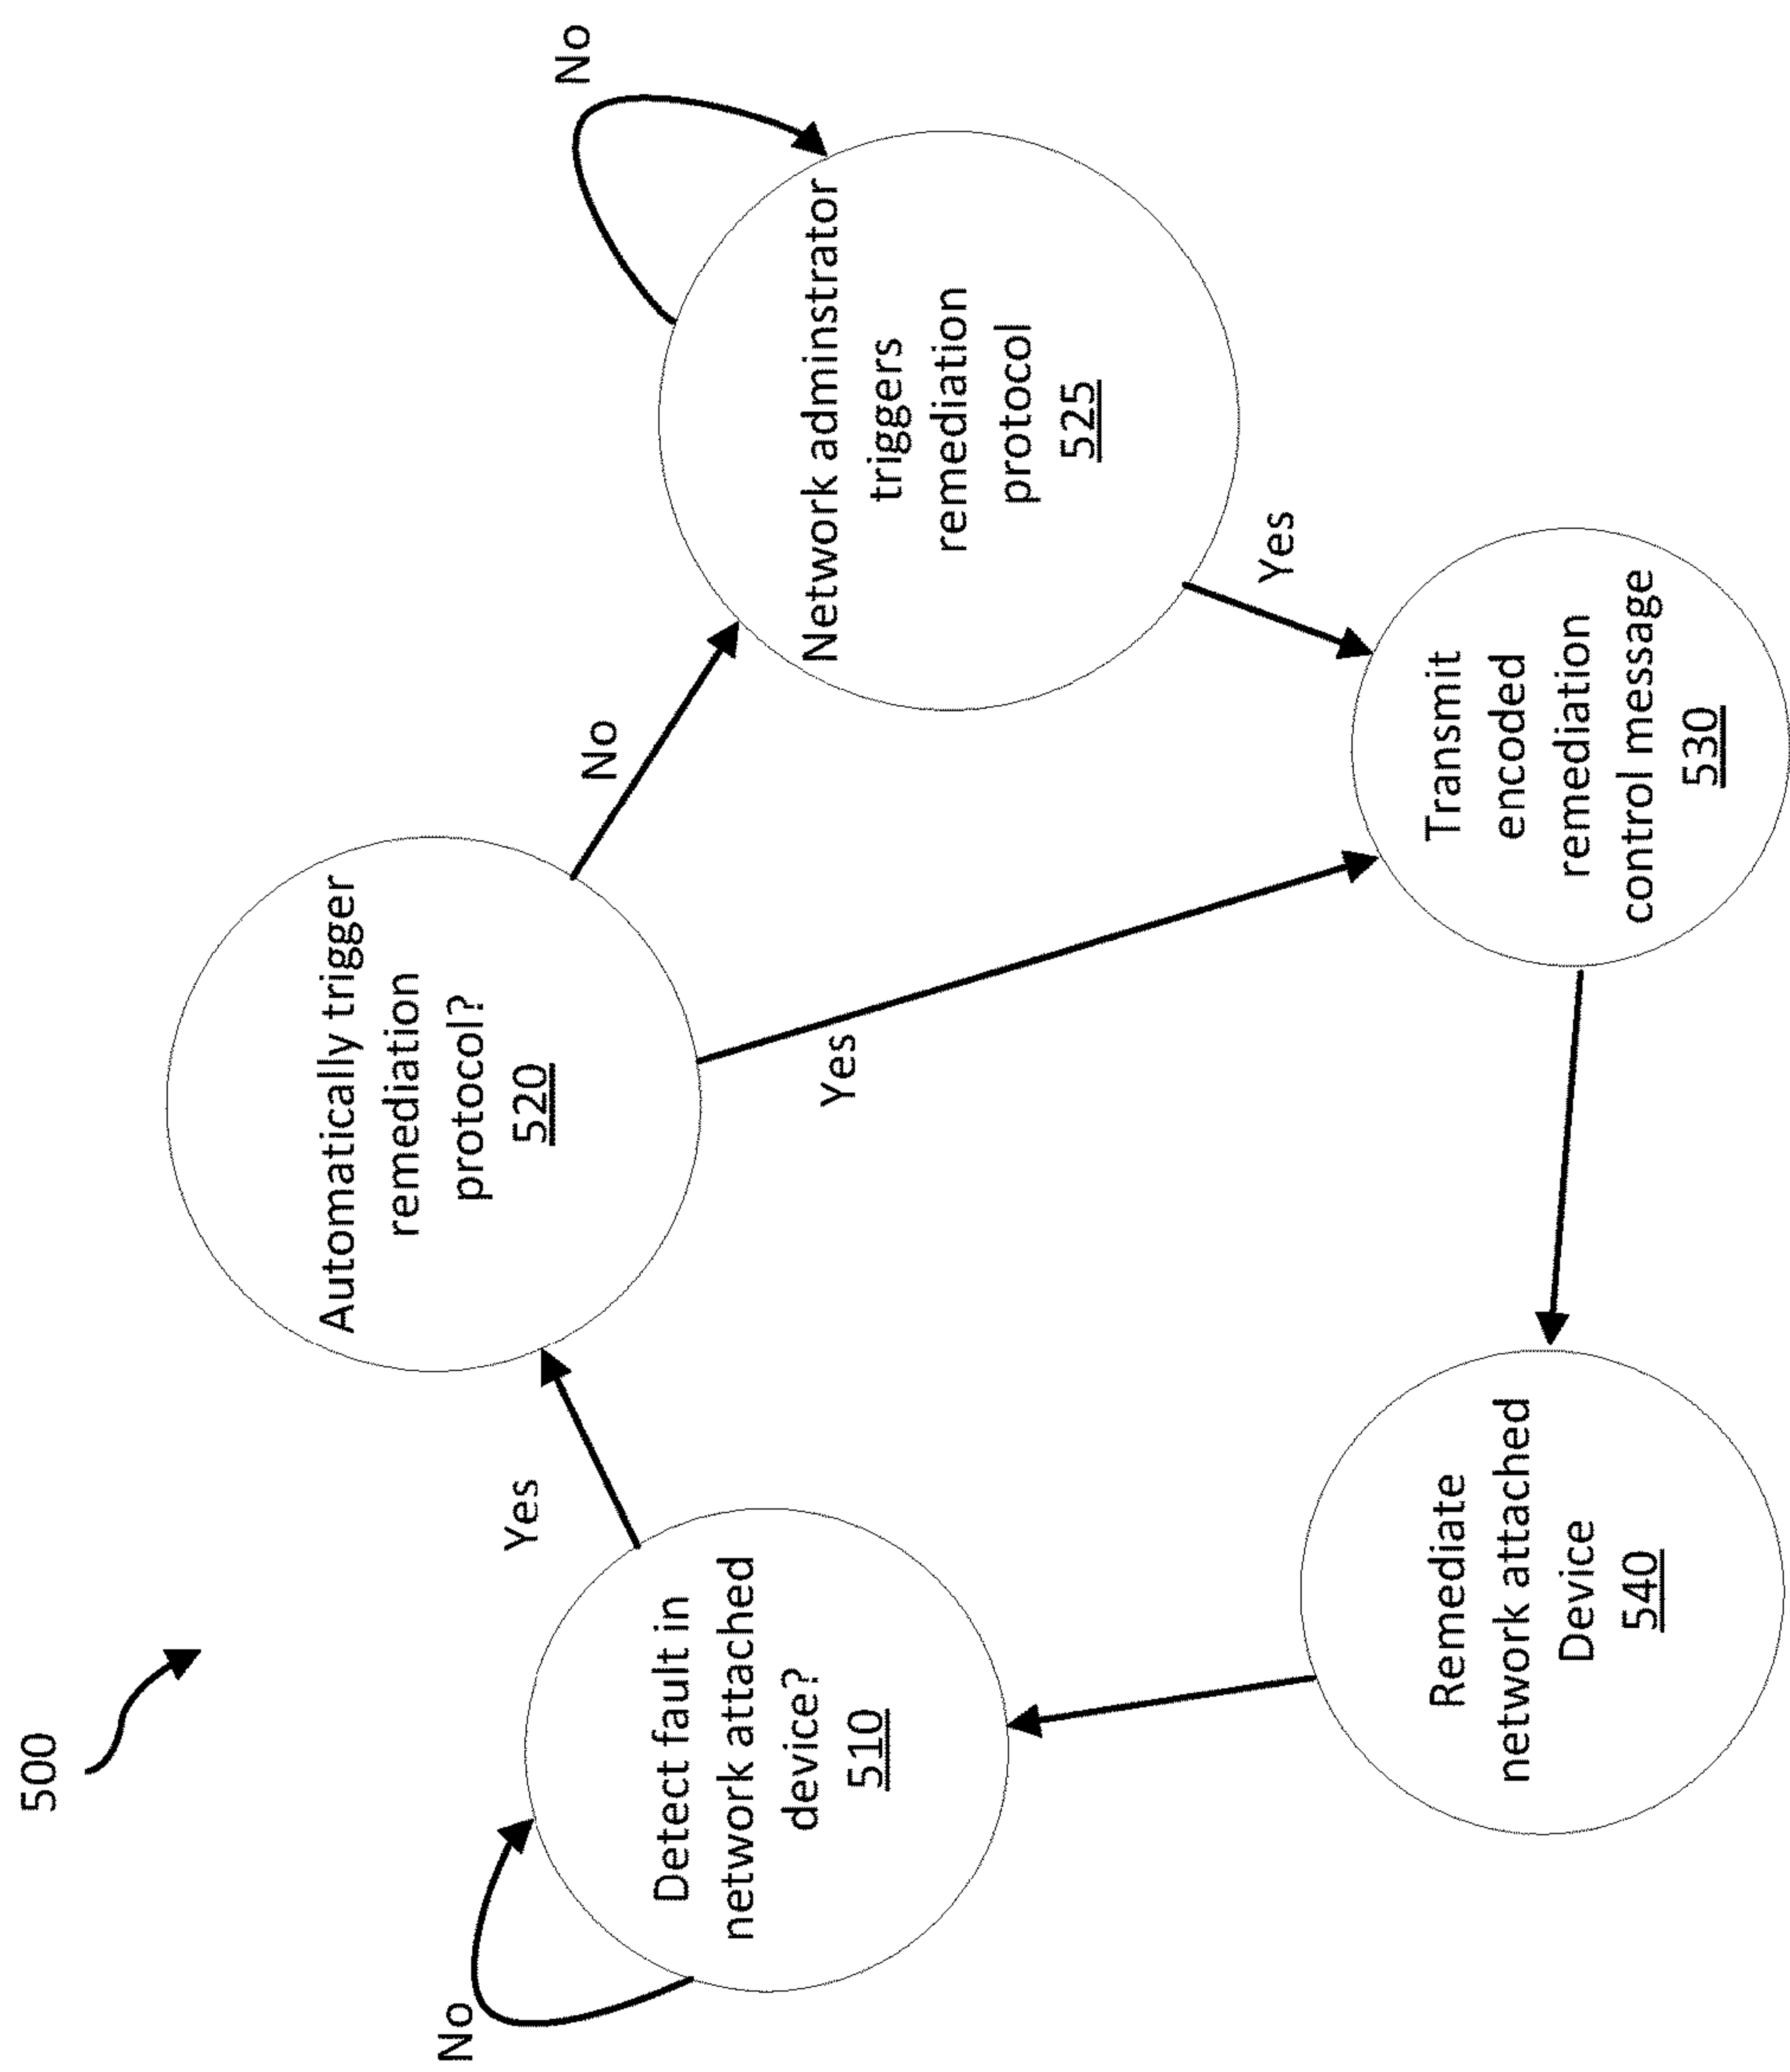 500
No
Detect fault in
network attached
device?
510
Yes
Automatically trigger
remediation
protocol?
520
No
Yes
Network adminstrator
triggers
remediation
protocol
525
No
Yes
Transmit
encoded
remediation
control message
530
Remediate
network attached
Device
540